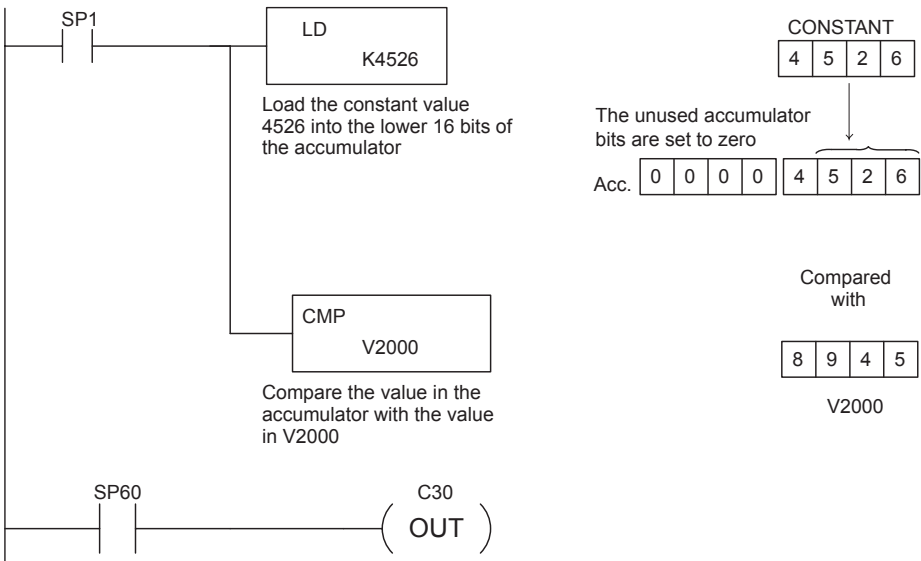 SP1
LD
K4526
Load the constant value
4526 into the lower 16 bits of
the accumulator
CONSTANT
4 5 2 6
The unused accumulator
bits are set to zero
Acc. 0 0 0 0 4 5 2 6
CMP
V2000
Compare the value in the
accumulator with the value
in V2000
Compared
with
8 9 4 5
V2000
SP60
C30
OUT